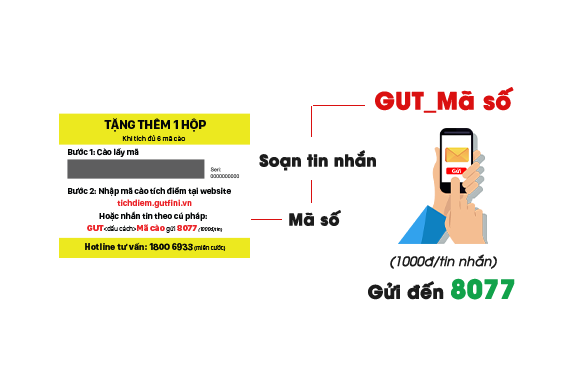 TẶNG THÊM 1 HỘP
Khi tích đủ 6 mã cào
Bước 1: Cào lấy mã
Seri:
0000000000
Bước 2: Nhập mã cào tích điểm tại website
tichdiem.gutfini.vn
Hoặc nhắn tin theo cú pháp:
GUT<dấu cách>Mã cào gửi 8077 (1000đ/tin)
Hotline tư vấn: 1800 6933 (miễn cước)
Soạn tin nhắn
Mã số
GUT_Mã số
Gửi
(1000đ/tin nhắn)
Gửi đến 8077